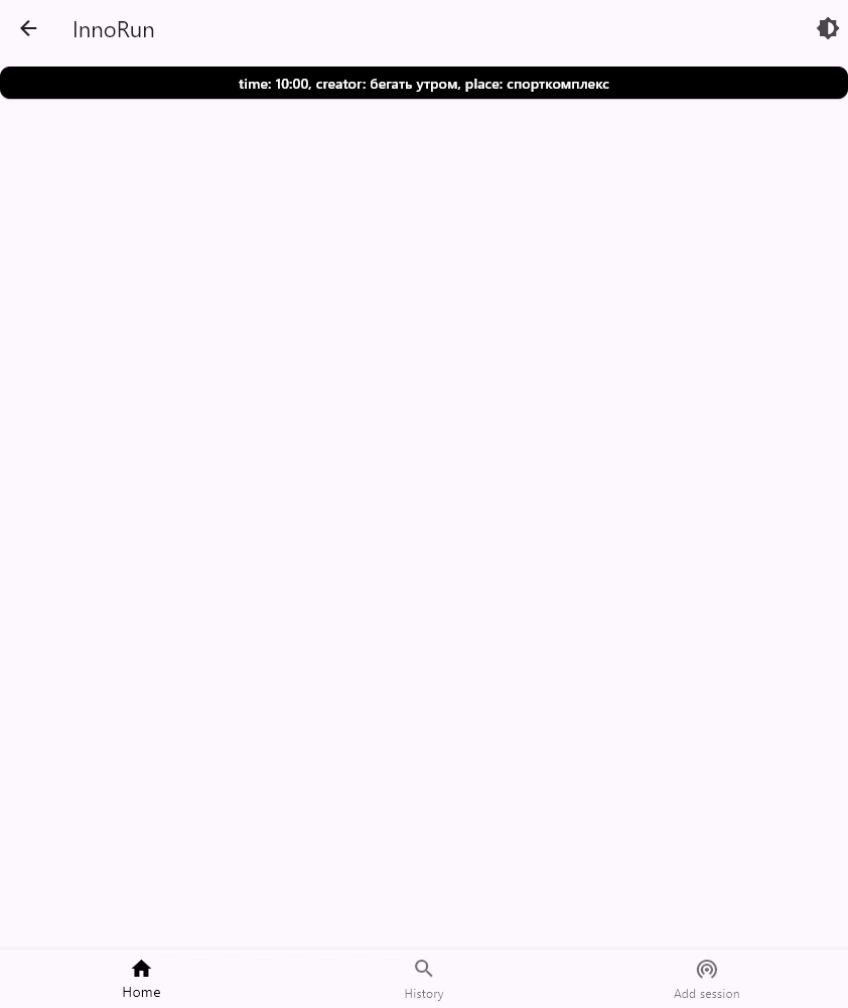 InnoRun
time: 10:00, creator: бегать утром, place: спорткомплекс
Home
History
Add session